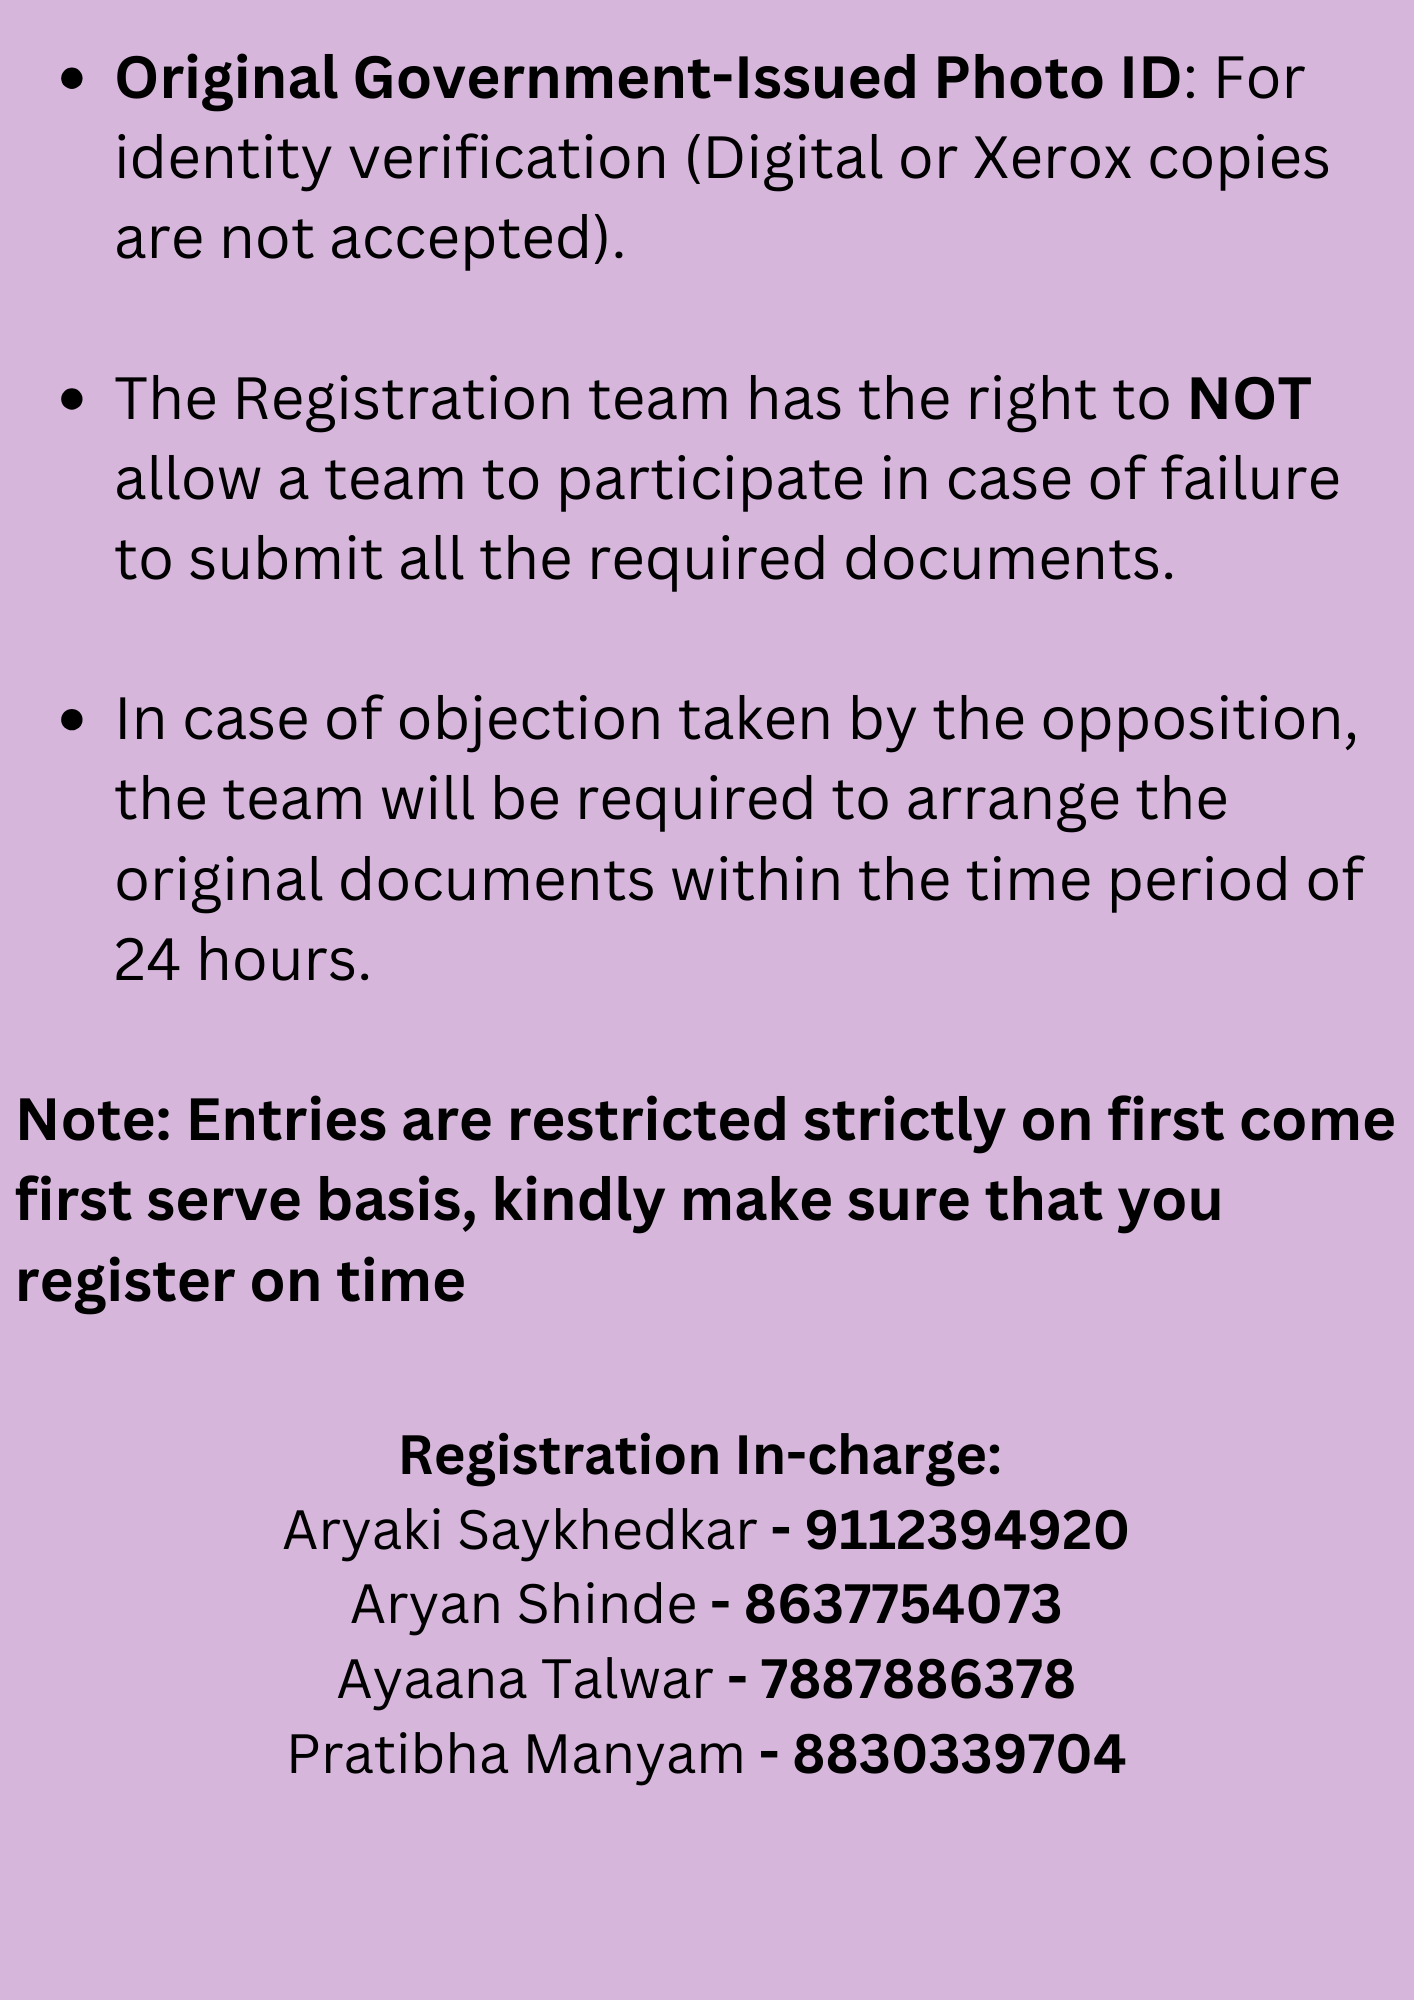 • Original Government-Issued Photo ID: For
identity verification (Digital or Xerox copies
are not accepted).
• The Registration team has the right to NOT
allow a team to participate in case of failure
to submit all the required documents.
• In case of objection taken by the opposition,
the team will be required to arrange the
original documents within the time period of
24 hours.
Note: Entries are restricted strictly on first come
first serve basis, kindly make sure that you
register on time
Registration In-charge:
Aryaki Saykhedkar - 9112394920
Aryan Shinde - 8637754073
Ayaana Talwar - 7887886378
Pratibha Manyam - 8830339704